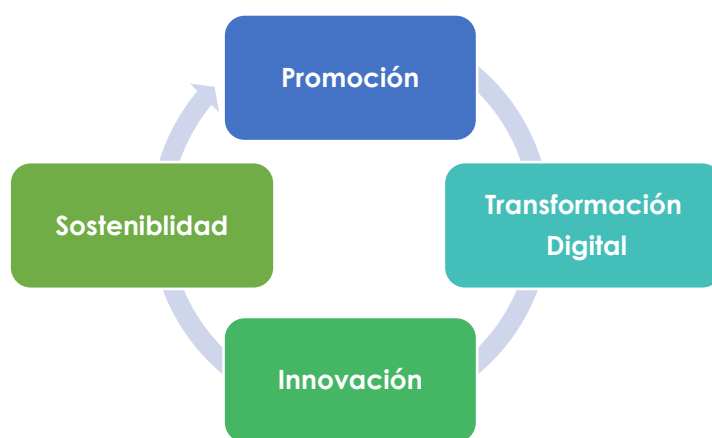 Promoción
Transformación
Digital
Innovación
Sosteniblidad